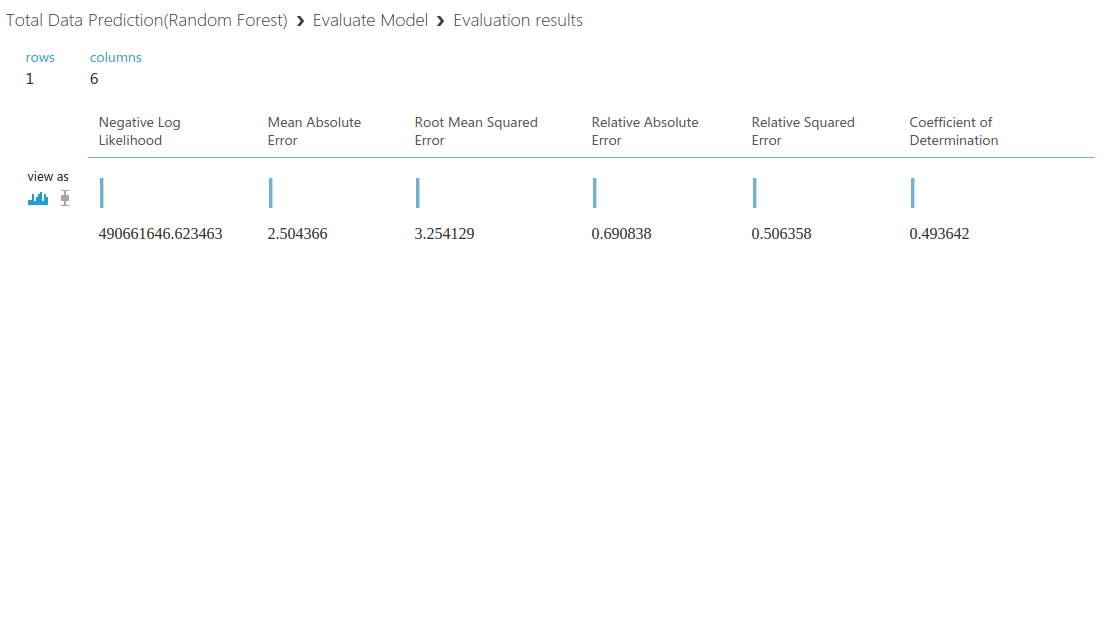 Total Data Prediction(Random Forest) › Evaluate Model › Evaluation results
rows columns
1 6
Negative Log Likelihood
Mean Absolute Error
Root Mean Squared Error
Relative Absolute Error
Relative Squared Error
Coefficient of Determination
view as
490661646.623463 2.504366 3.254129 0.690838 0.506358 0.493642